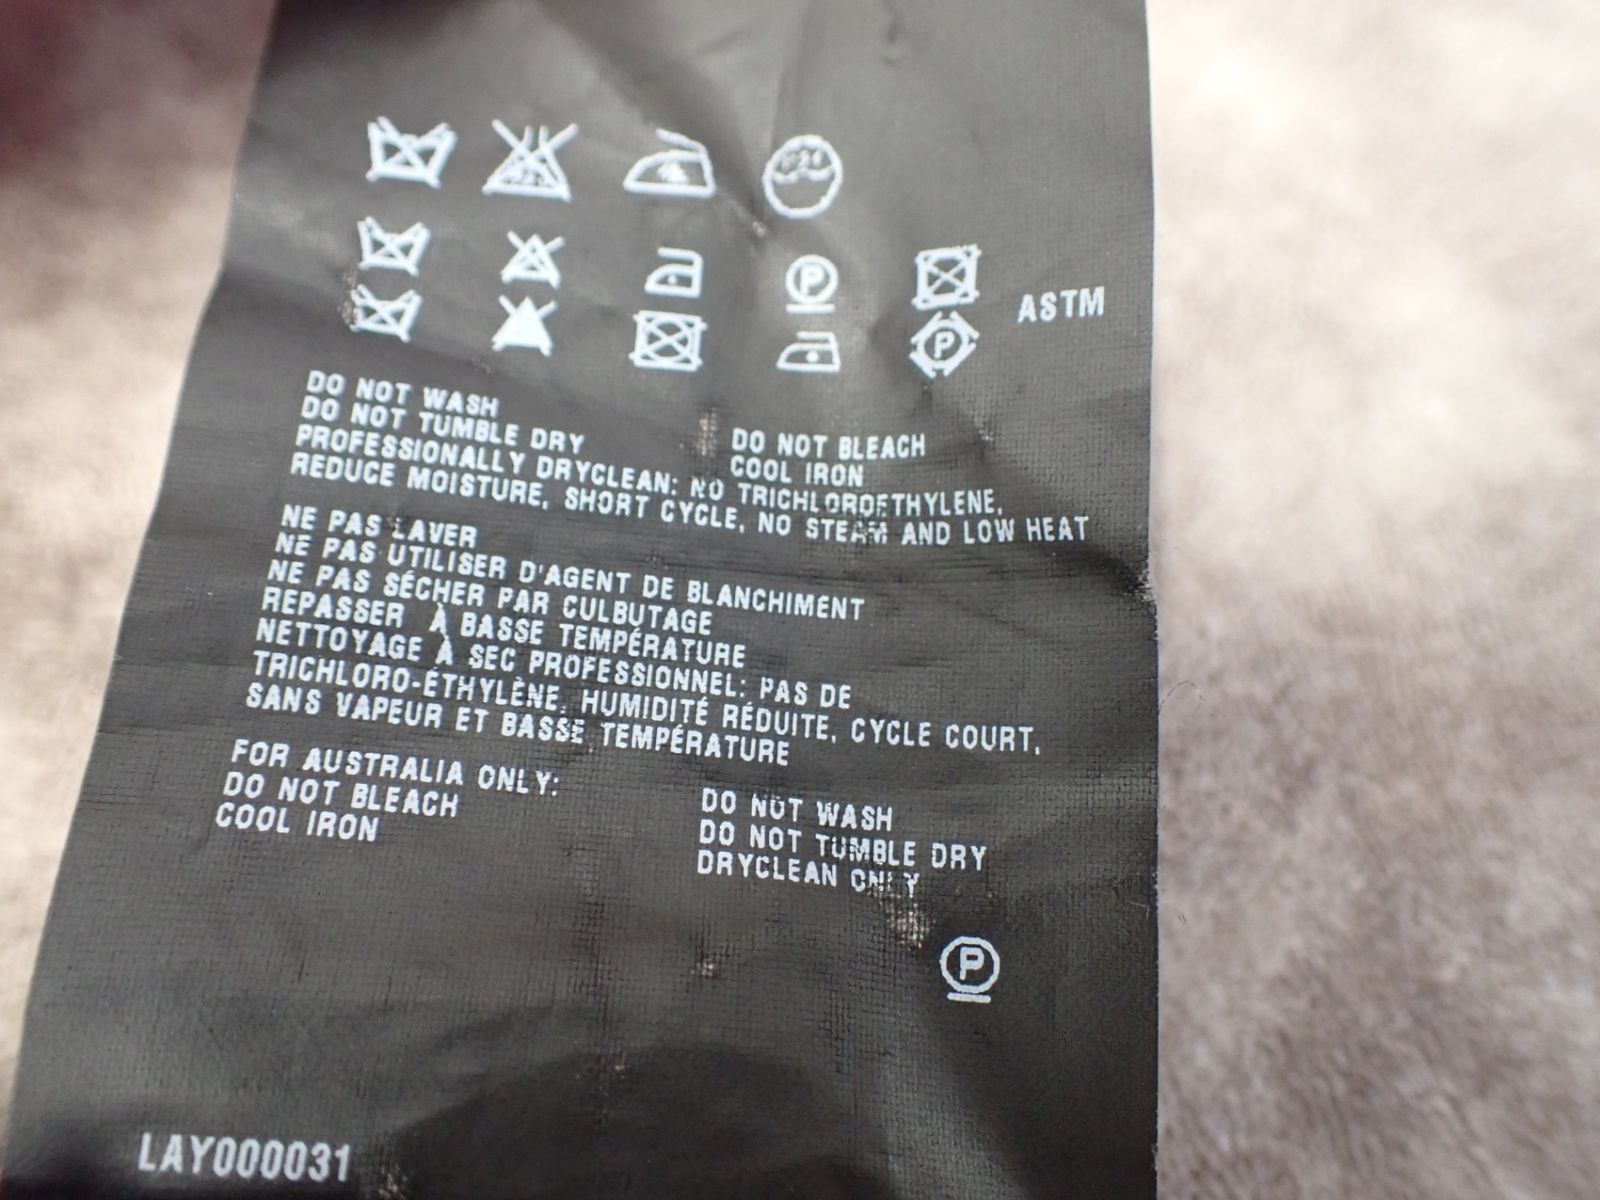 P
ASTM
P
DO NOT WASH
DO NOT TUMBLE DRY
DO NOT BLEACH
COOL IRON
PROFESSIONALLY DRYCLEAN: NO TRICHLOROETHYLENE,
REDUCE MOISTURE, SHORT CYCLE, NO STEAM AND LOW HEAT
NE PAS LAVER
NE PAS UTILISER D'AGENT DE BLANCHIMENT
NE PAS SÉCHER PAR CULBUTAGE
REPASSER À BASSE TEMPÉRATURE
NETTOYAGE À SEC PROFESSIONNEL: PAS DE
TRICHLORO-ÉTHYLÈNE, HUMIDITÉ RÉDUITE, CYCLE COURT,
SANS VAPEUR ET BASSE TEMPÉRATURE
FOR AUSTRALIA ONLY:
DO NOT BLEACH
COOL IRON
DO NOT WASH
DO NOT TUMBLE DRY
DRYCLEAN ONLY
P
LAY000031